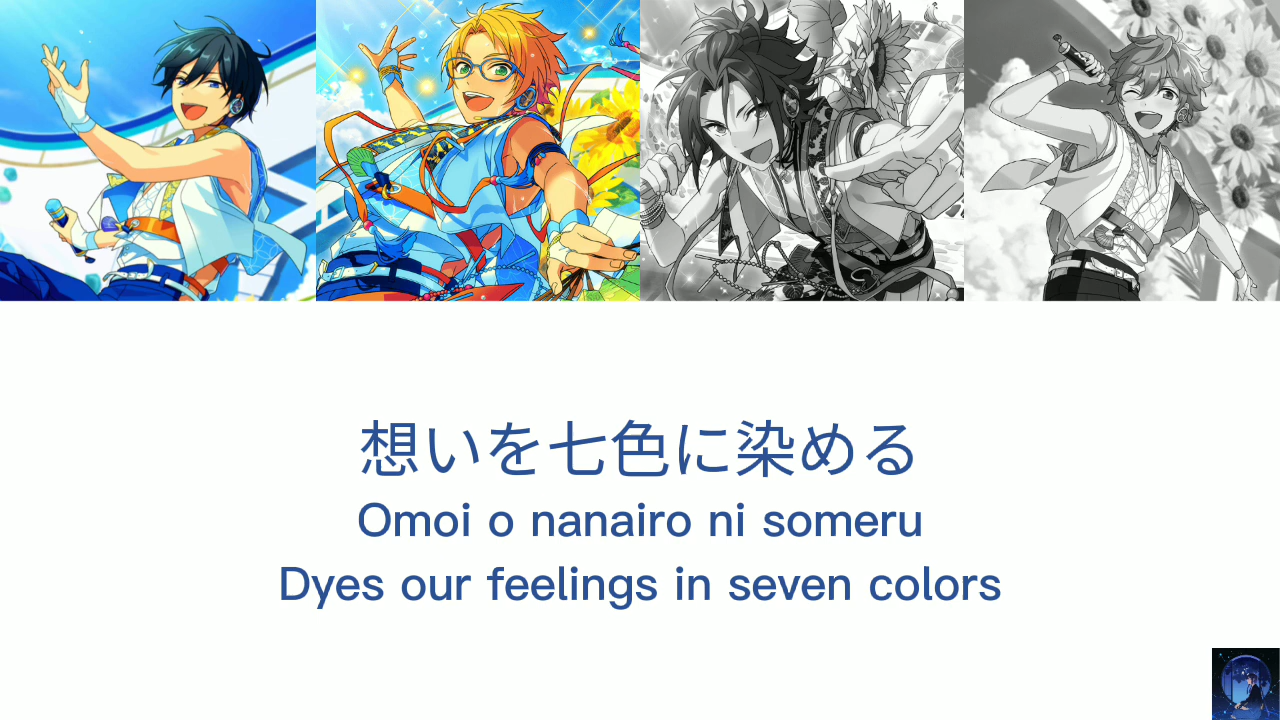 想いを七色に染める
Omoi o nanairo ni someru
Dyes our feelings in seven colors